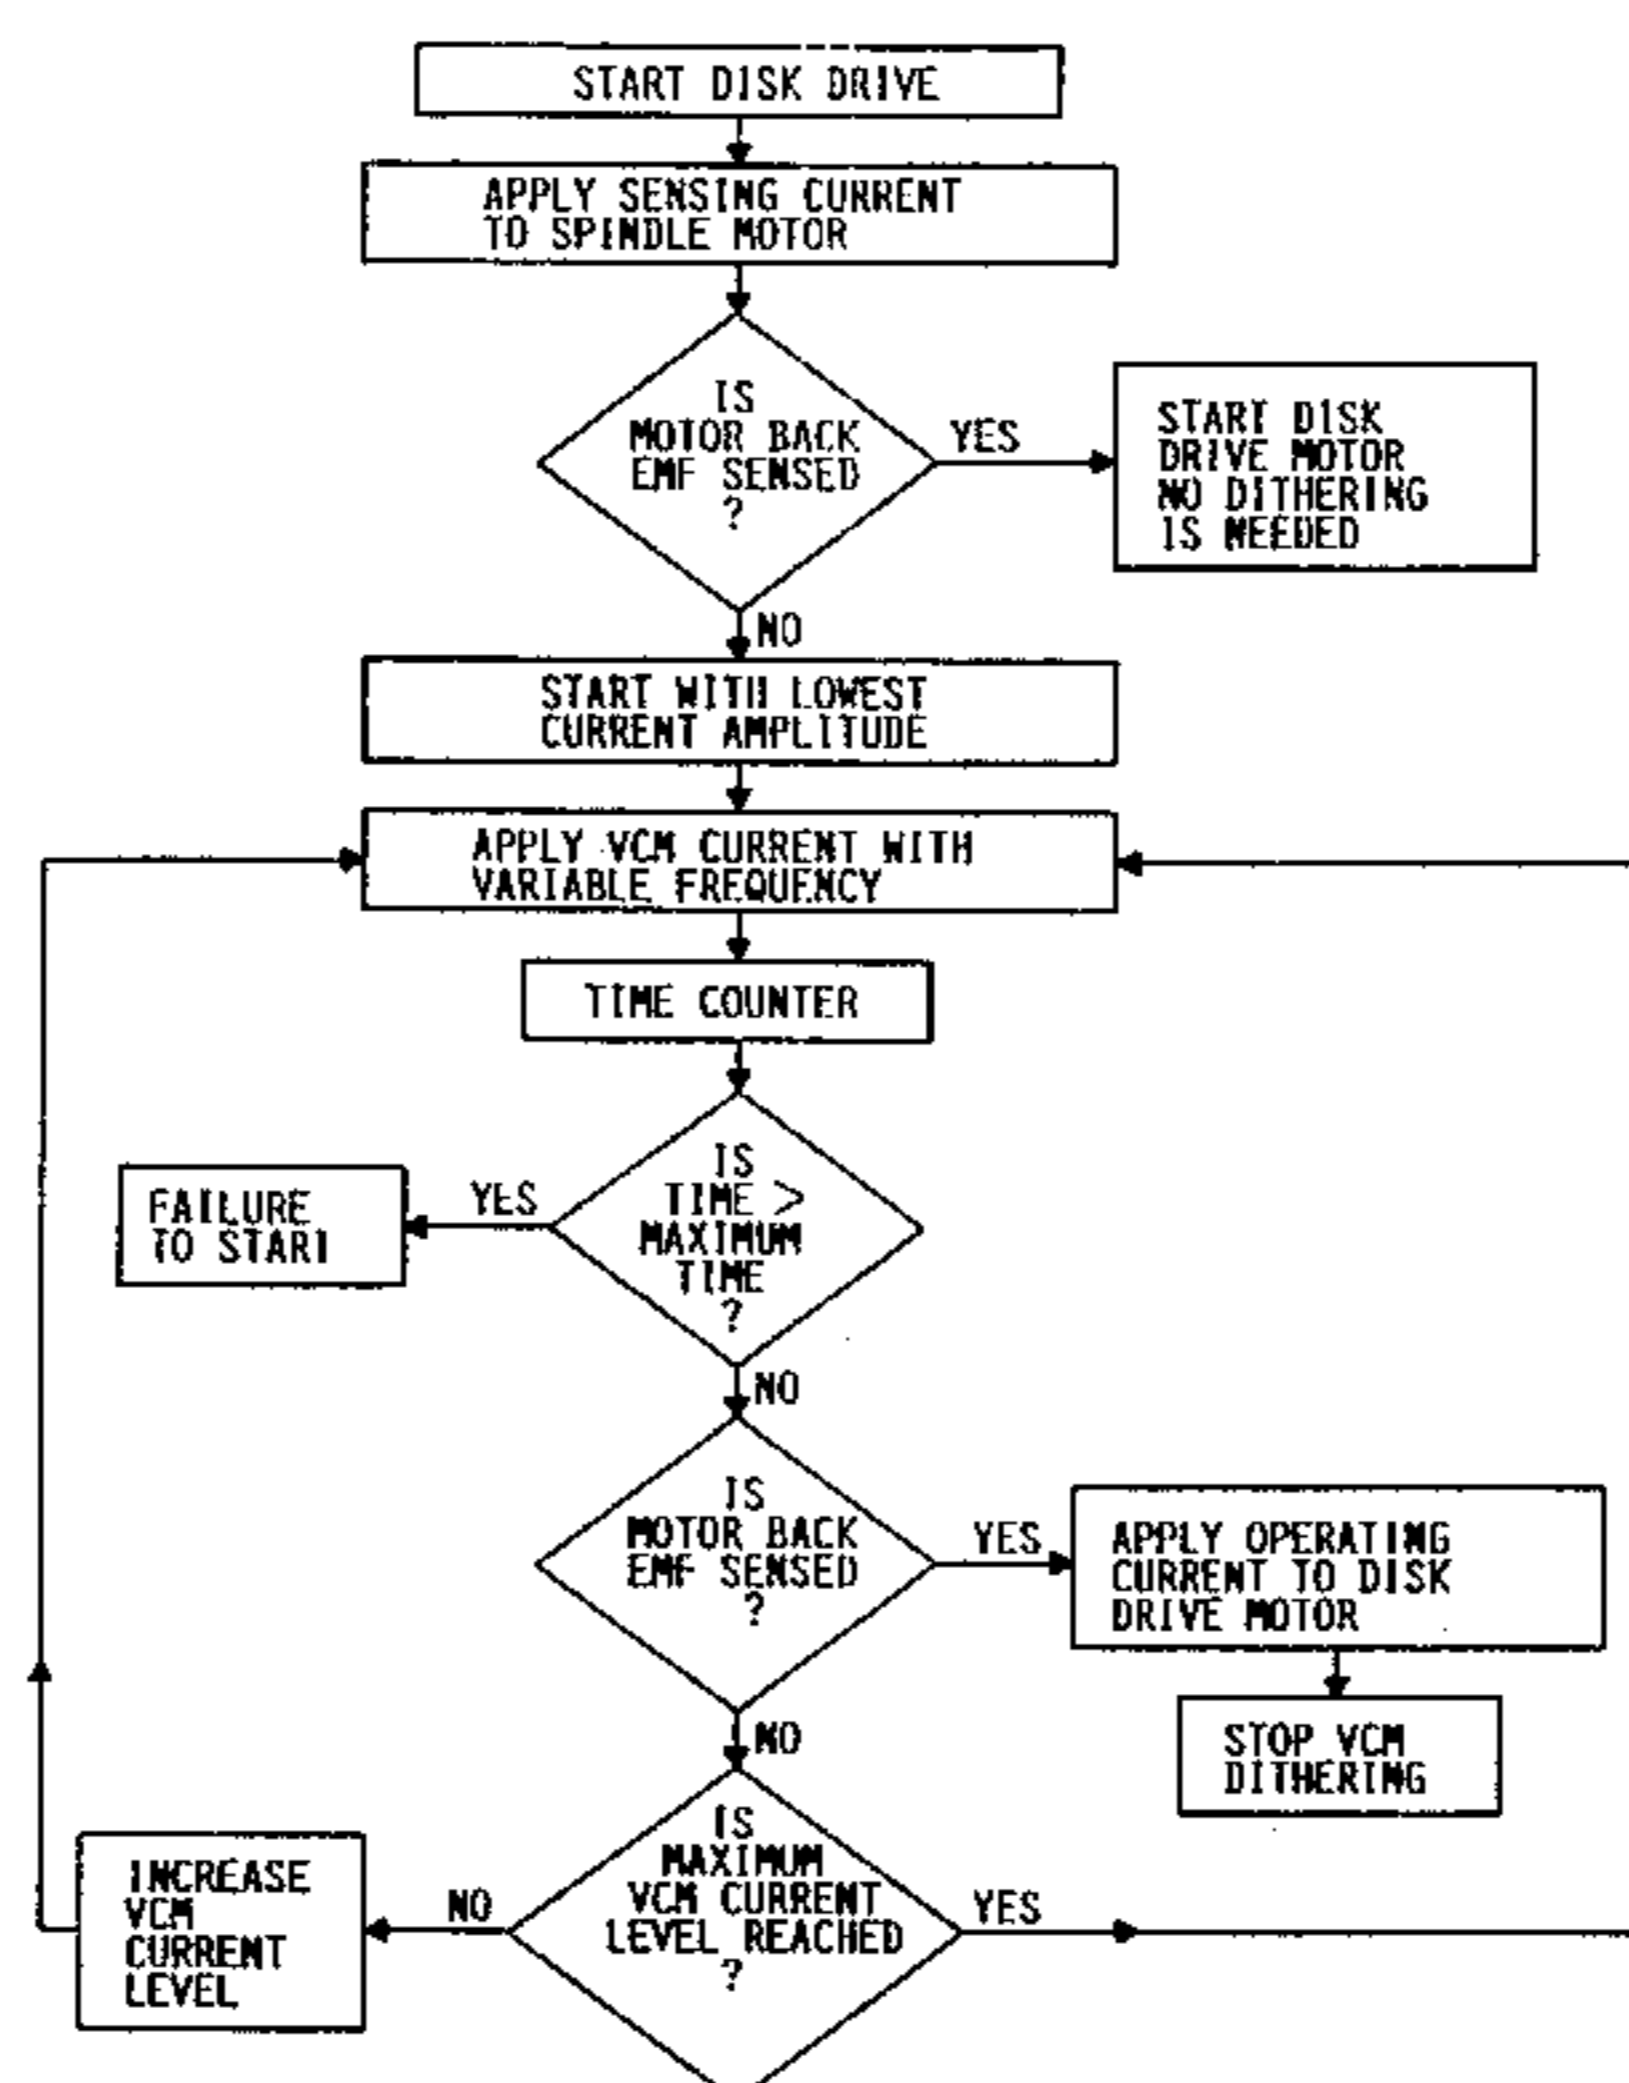 START DISK DRIVE
APPLY SENSING CURRENT
TO SPINDLE MOTOR
IS
MOTOR BACK
EMF SENSED
?
YES
START DISK
DRIVE MOTOR
NO DITHERING
IS NEEDED
NO
START WITH LOWEST
CURRENT AMPLITUDE
APPLY VCM CURRENT WITH
VARIABLE FREQUENCY
TIME COUNTER
IS
TIME >
MAXIMUM
TIME
?
YES
FAILURE
TO START
NO
IS
MOTOR BACK
EMF SENSED
?
YES
APPLY OPERATING
CURRENT TO DISK
DRIVE MOTOR
STOP VCM
DITHERING
NO
IS
MAXIMUM
VCM CURRENT
LEVEL REACHED
?
NO
INCREASE
VCM
CURRENT
LEVEL
YES